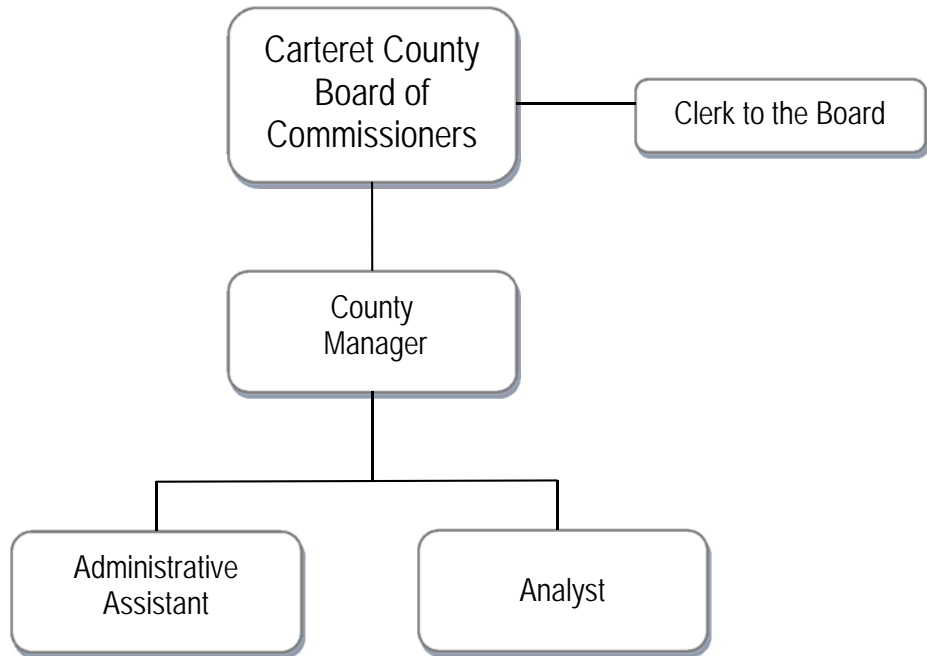 Carteret County
Board of
Commissioners
Clerk to the Board
County
Manager
Administrative
Assistant
Analyst